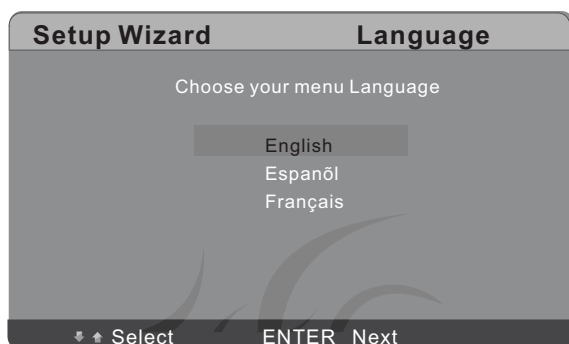 Setup Wizard Language
Choose your menu Language
English
Espanõl
Français
Select ENTER Next